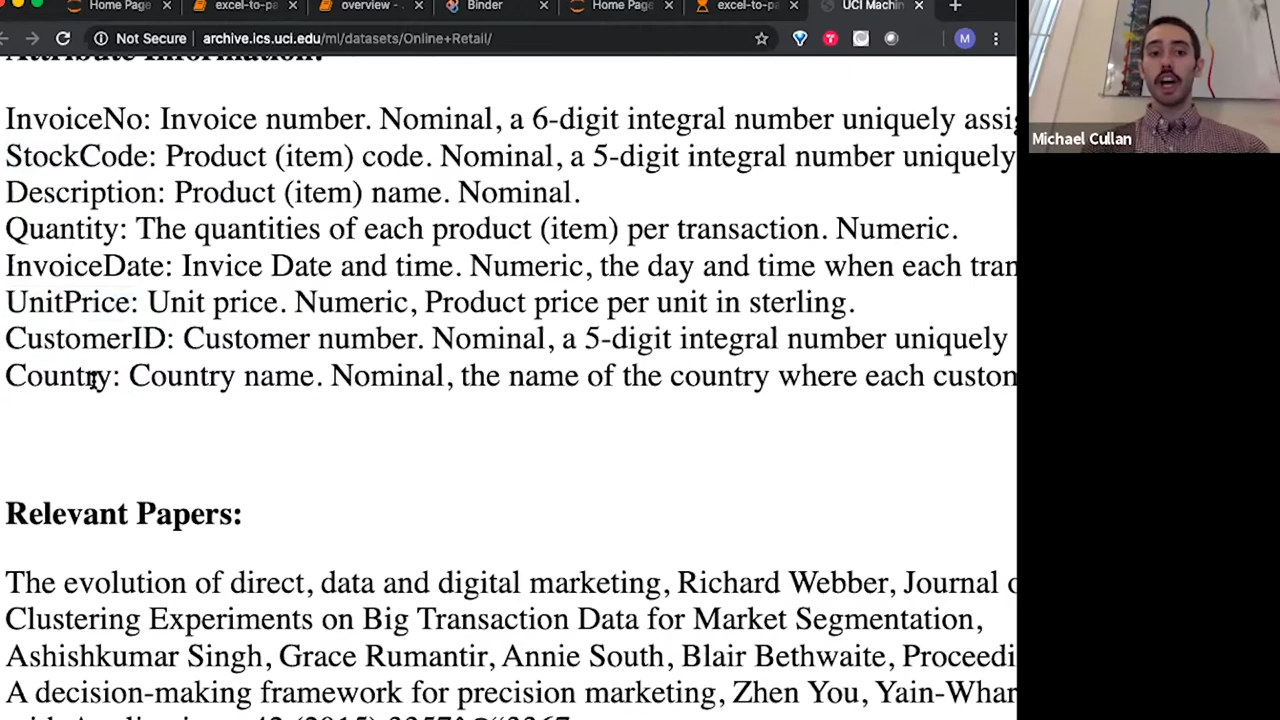 Home Page
excel-to-pa
overview -
Binder
Home Page
excel-to-pa
UCI Machin
Not Secure
archive.ics.uci.edu/ml/datasets/Online+Retail/
M
Attribute Information:
InvoiceNo: Invoice number. Nominal, a 6-digit integral number uniquely assig
StockCode: Product (item) code. Nominal, a 5-digit integral number uniquely
Description: Product (item) name. Nominal.
Quantity: The quantities of each product (item) per transaction. Numeric.
InvoiceDate: Invice Date and time. Numeric, the day and time when each tran
UnitPrice: Unit price. Numeric, Product price per unit in sterling.
CustomerID: Customer number. Nominal, a 5-digit integral number uniquely
Country: Country name. Nominal, the name of the country where each custom
Relevant Papers:
The evolution of direct, data and digital marketing, Richard Webber, Journal o
Clustering Experiments on Big Transaction Data for Market Segmentation,
Ashishkumar Singh, Grace Rumantir, Annie South, Blair Bethwaite, Proceedi
A decision-making framework for precision marketing, Zhen You, Yain-Whar
Michael Cullan